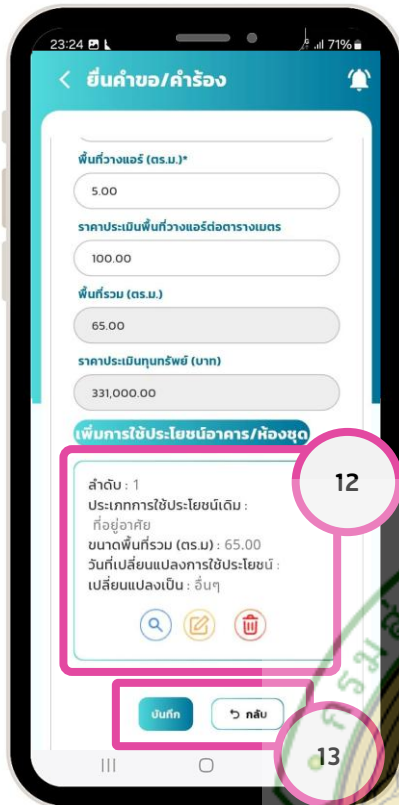 23:24 71%
ยื่นคำขอ/คำร้อง
พื้นที่วางแอร์ (ตร.ม.)*
5.00
ราคาประเมินพื้นที่วางแอร์ต่อตารางเมตร
100.00
พื้นที่รวม (ตร.ม.)
65.00
ราคาประเมินทุนทรัพย์ (บาท)
331,000.00
เพิ่มการใช้ประโยชน์อาคาร/ห้องชุด
12
ลำดับ : 1
ประเภทการใช้ประโยชน์เดิม :
ที่อยู่อาศัย
ขนาดพื้นที่รวม (ตร.ม) : 65.00
วันที่เปลี่ยนแปลงการใช้ประโยชน์ :
เปลี่ยนแปลงเป็น : อื่นๆ
บันทึก กลับ
13